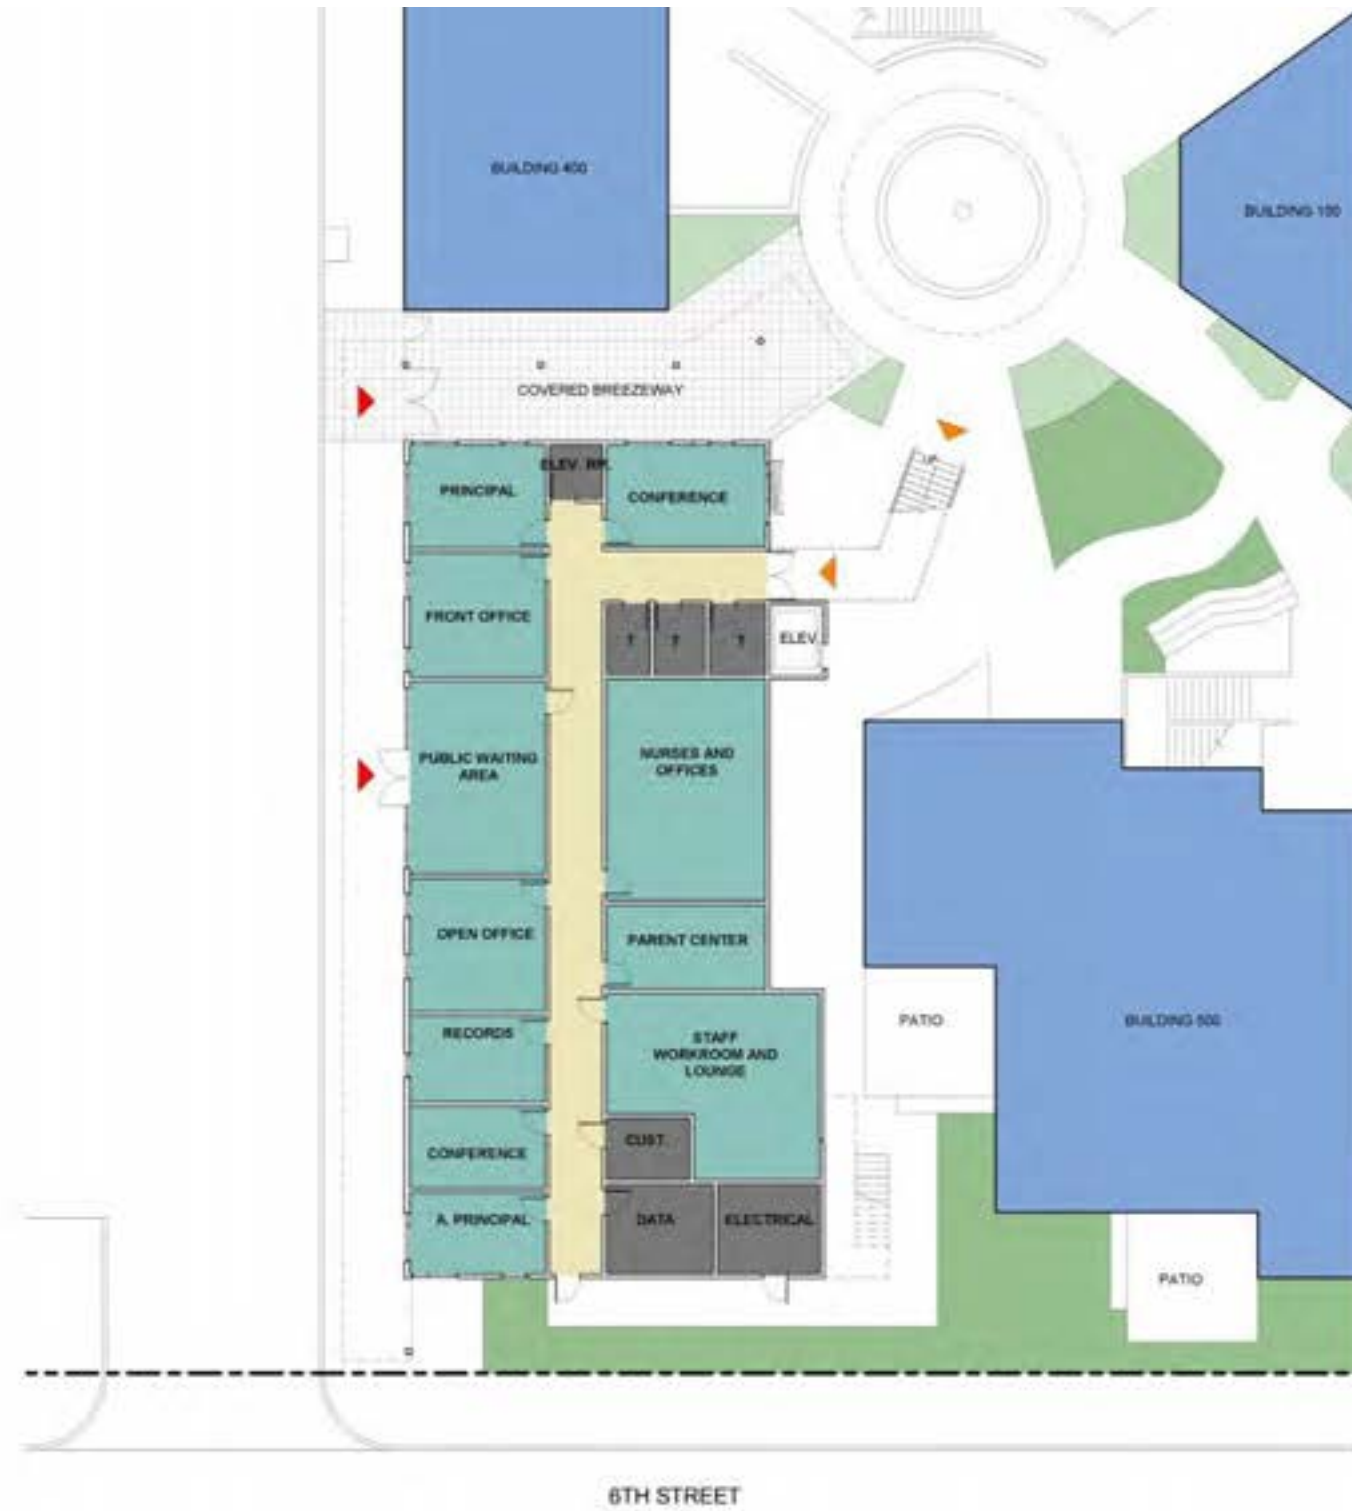 BUILDING 400
BUILDING 100
COVERED BREEZEWAY
UP
PRINCIPAL
ELEV. RM.
CONFERENCE
FRONT OFFICE
T
T
T
ELEV.
PUBLIC WAITING
AREA
NURSES AND
OFFICES
OPEN OFFICE
PARENT CENTER
RECORDS
STAFF
WORKROOM AND
LOUNGE
PATIO
BUILDING 500
CONFERENCE
CUST.
A. PRINCIPAL
DATA
ELECTRICAL
PATIO
6TH STREET